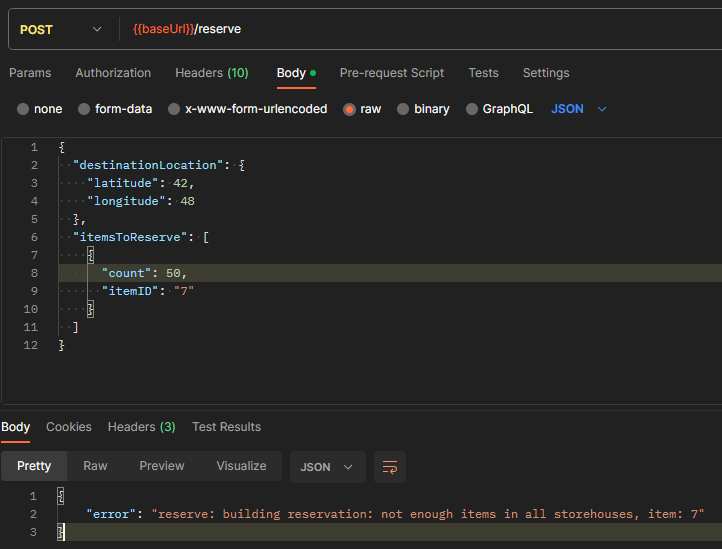 POST {{baseUrl}}/reserve
Params Authorization Headers (10) Body Pre-request Script Tests Settings
none form-data x-www-form-urlencoded raw binary GraphQL JSON
1 {
2 "destinationLocation": {
3 "latitude": 42,
4 "longitude": 48
5 },
6 "itemsToReserve": [
7 {
8 "count": 50,
9 "itemID": "7"
10 }
11 ]
12 }
Body Cookies Headers (3) Test Results
Pretty Raw Preview Visualize JSON
1 {
2 "error": "reserve: building reservation: not enough items in all storehouses, item: 7"
3 }